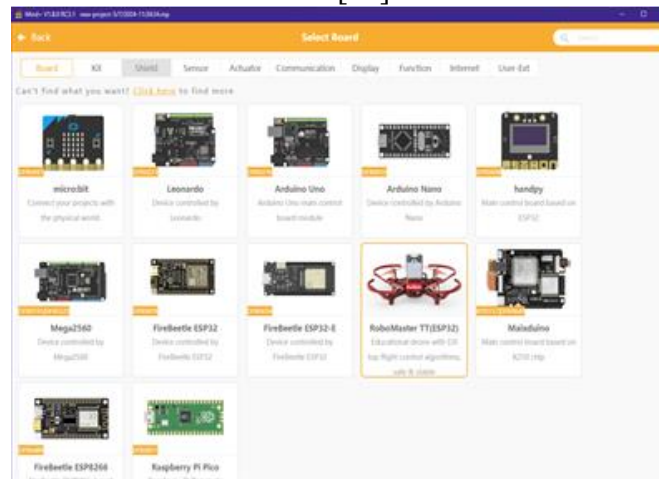 Back
Select Board
Board Kit Shield Sensor Actuator Communication Display Function Internet User-Ext
Can't find what you want? Click here to find more
micro:bit
Connect your projects with
the physical world.
Leonardo
Device controlled by
Leonardo
Arduino Uno
Arduino Uno main control
board module
Arduino Nano
Device controlled by Arduino
Nano
handpy
Main control board based on
ESP32
Mega2560
Device controlled by
Mega2560
FireBeetle ESP32
Device controlled by
FireBeetle ESP32
FireBeetle ESP32-E
Device controlled by
FireBeetle ESP32
RoboMaster TT(ESP32)
Educational drone with DJI
top flight control algorithms,
safe & stable
Maixduino
Main control board based on
K210 chip
FireBeetle ESP8266
Raspberry Pi Pico